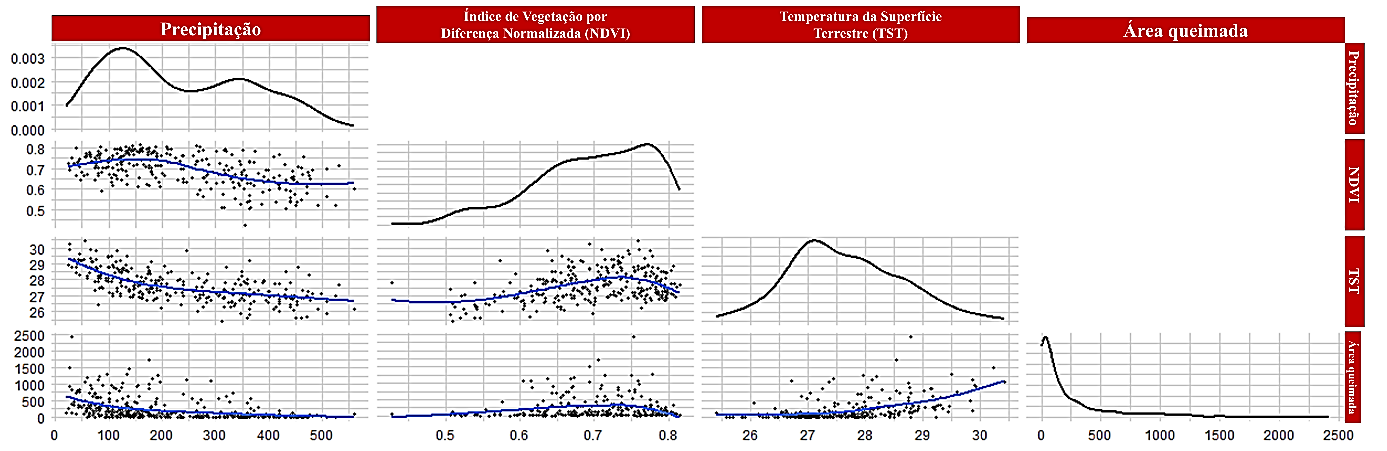 Precipitação
Índice de Vegetação por
Diferença Normalizada (NDVI)
Temperatura da Superfície
Terrestre (TST)
Área queimada
Precipitação
0.003
0.002
0.001
0.000
NDVI
0.8
0.7
0.6
0.5
TST
30
29
28
27
26
Área queimada
2500
2000
1500
1000
500
0
0 100 200 300 400 500
0.5 0.6 0.7 0.8
26 27 28 29 30
0 500 1000 1500 2000 2500